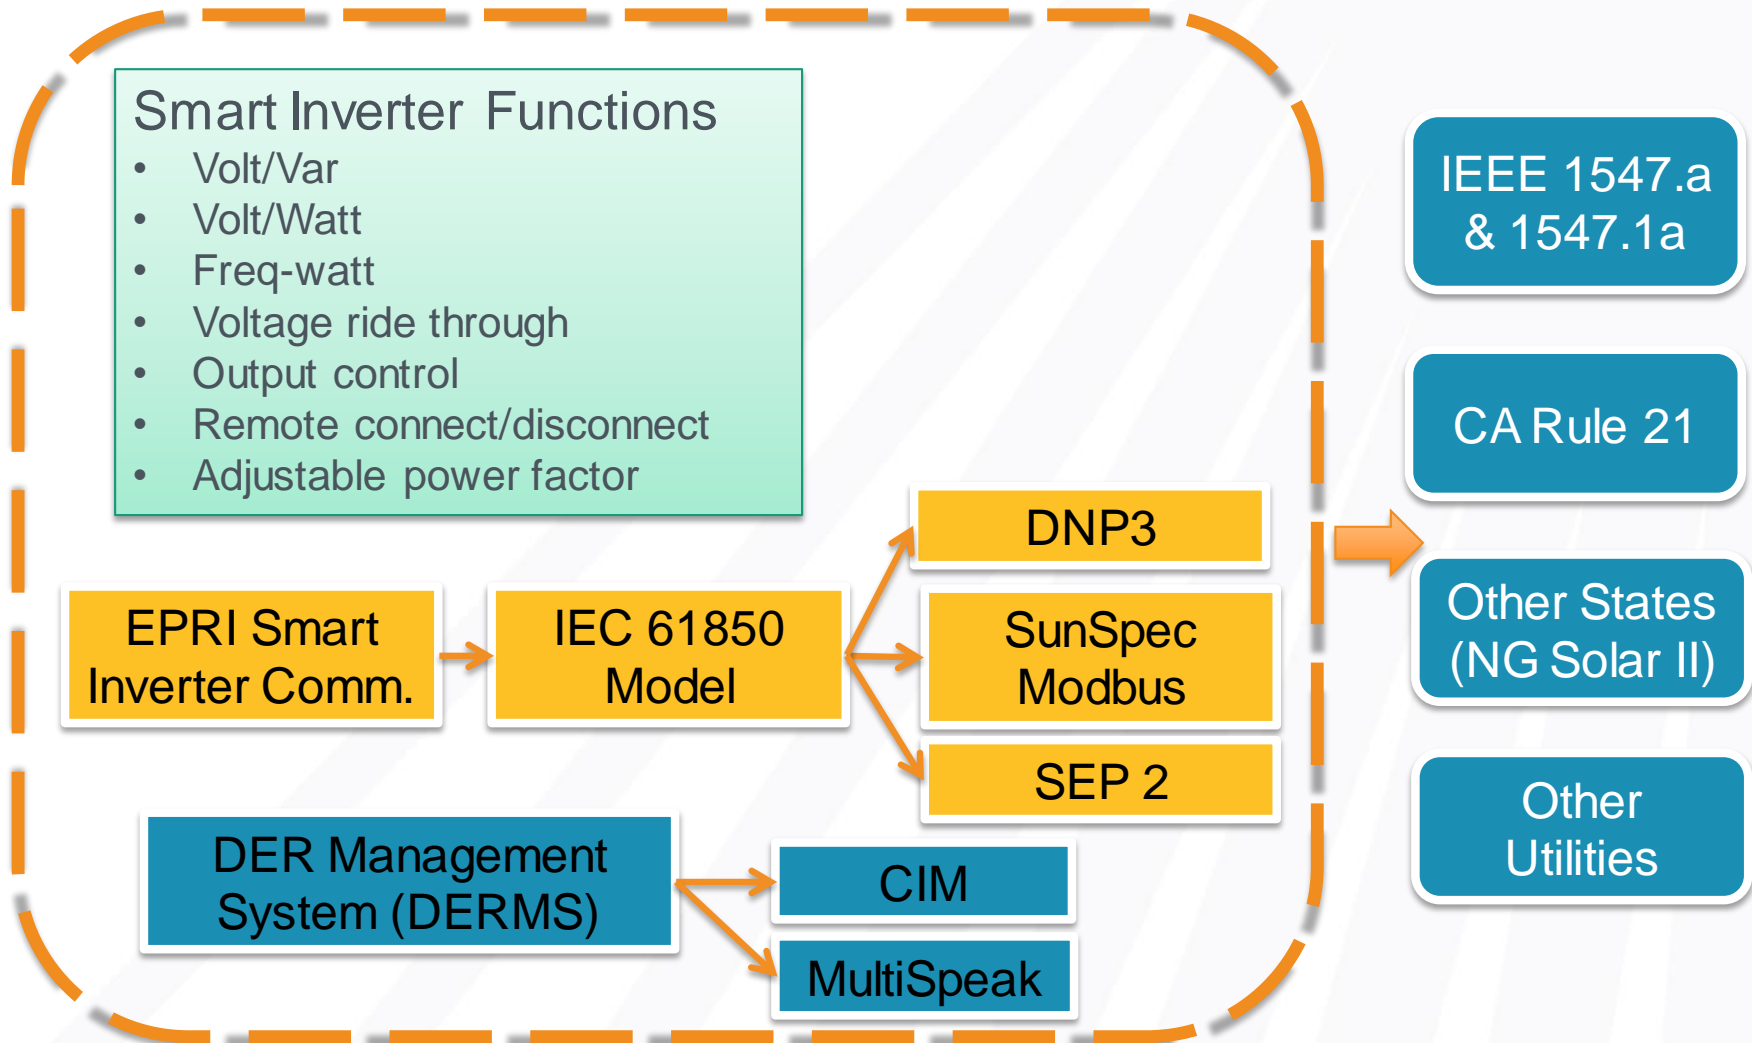 Smart Inverter Functions
• Volt/Var
• Volt/Watt
• Freq-watt
• Voltage ride through
• Output control
• Remote connect/disconnect
• Adjustable power factor
EPRI Smart
Inverter Comm.
IEC 61850
Model
DNP3
SunSpec
Modbus
SEP 2
DER Management
System (DERMS)
CIM
MultiSpeak
IEEE 1547.a
& 1547.1a
CA Rule 21
Other States
(NG Solar II)
Other
Utilities